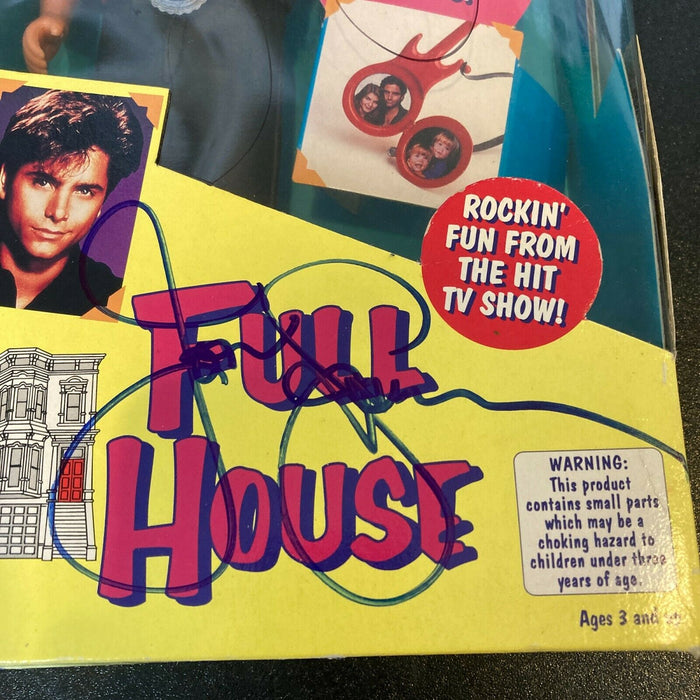 ROCKIN'
FUN FROM
THE HIT
TV SHOW!
FULL
HOUSE
WARNING:
This product
contains small parts
which may be a
choking hazard to
children under three
years of age.
Ages 3 and up